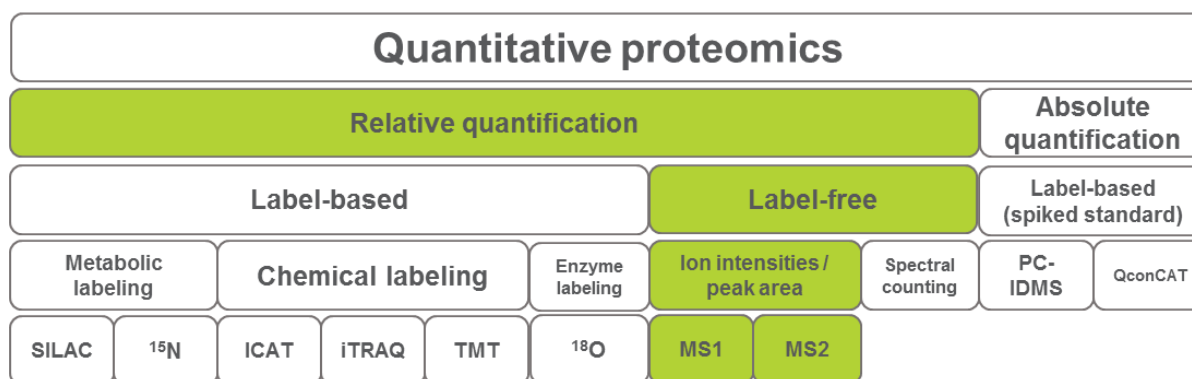 Quantitative proteomics
Relative quantification
Absolute
quantification
Label-based
Label-free
Label-based
(spiked standard)
Metabolic
labeling
Chemical labeling
Enzyme
labeling
Ion intensities /
peak area
Spectral
counting
PC-
IDMS
QconCAT
SILAC
¹⁵N
ICAT
iTRAQ
TMT
¹⁸O
MS1
MS2